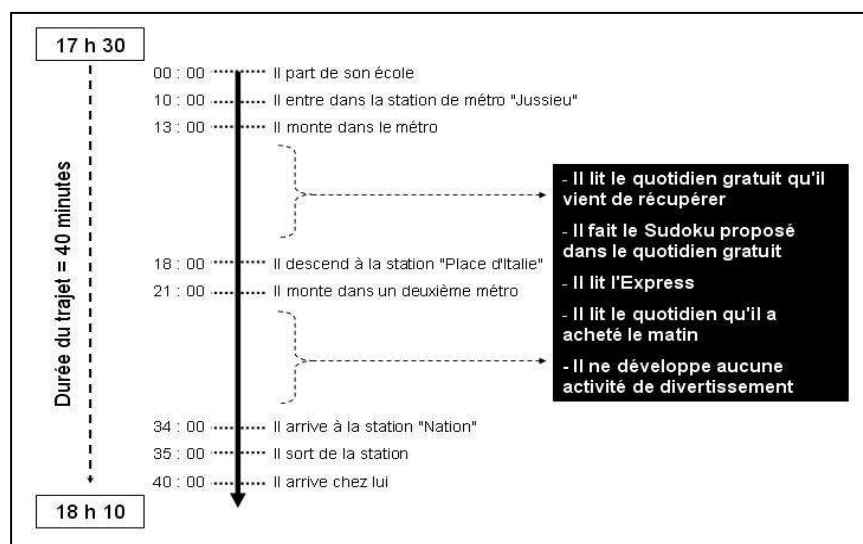 17 h 30
00 : 00 Il part de son école
10 : 00 Il entre dans la station de métro "Jussieu"
13 : 00 Il monte dans le métro
- Il lit le quotidien gratuit qu'il
vient de récupérer
- Il fait le Sudoku proposé
dans le quotidien gratuit
- Il lit l'Express
- Il lit le quotidien qu'il a
acheté le matin
- Il ne développe aucune
activité de divertissement
Durée du trajet = 40 minutes
18 : 00 Il descend à la station "Place d'Italie"
21 : 00 Il monte dans un deuxième métro
34 : 00 Il arrive à la station "Nation"
35 : 00 Il sort de la station
40 : 00 Il arrive chez lui
18 h 10